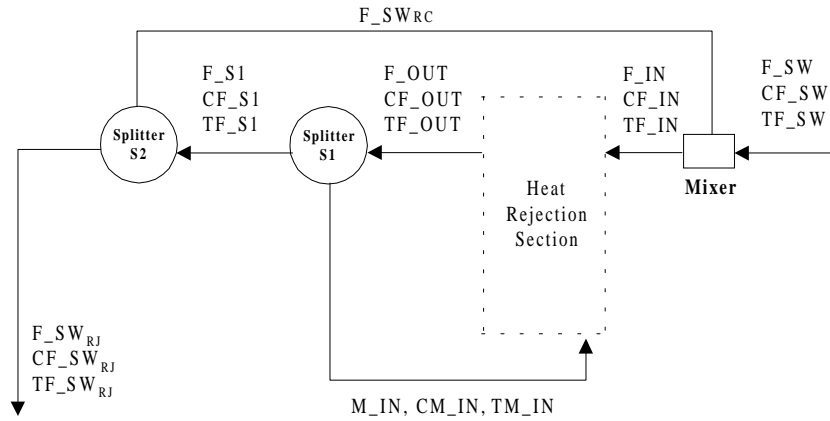 F_SWRC
F_S1
CF_S1
TF_S1
F_OUT
CF_OUT
TF_OUT
F_IN
CF_IN
TF_IN
F_SW
CF_SW
TF_SW
Splitter
S2
Splitter
S1
Mixer
Heat
Rejection
Section
F_SWRJ
CF_SWRJ
TF_SWRJ
M_IN, CM_IN, TM_IN